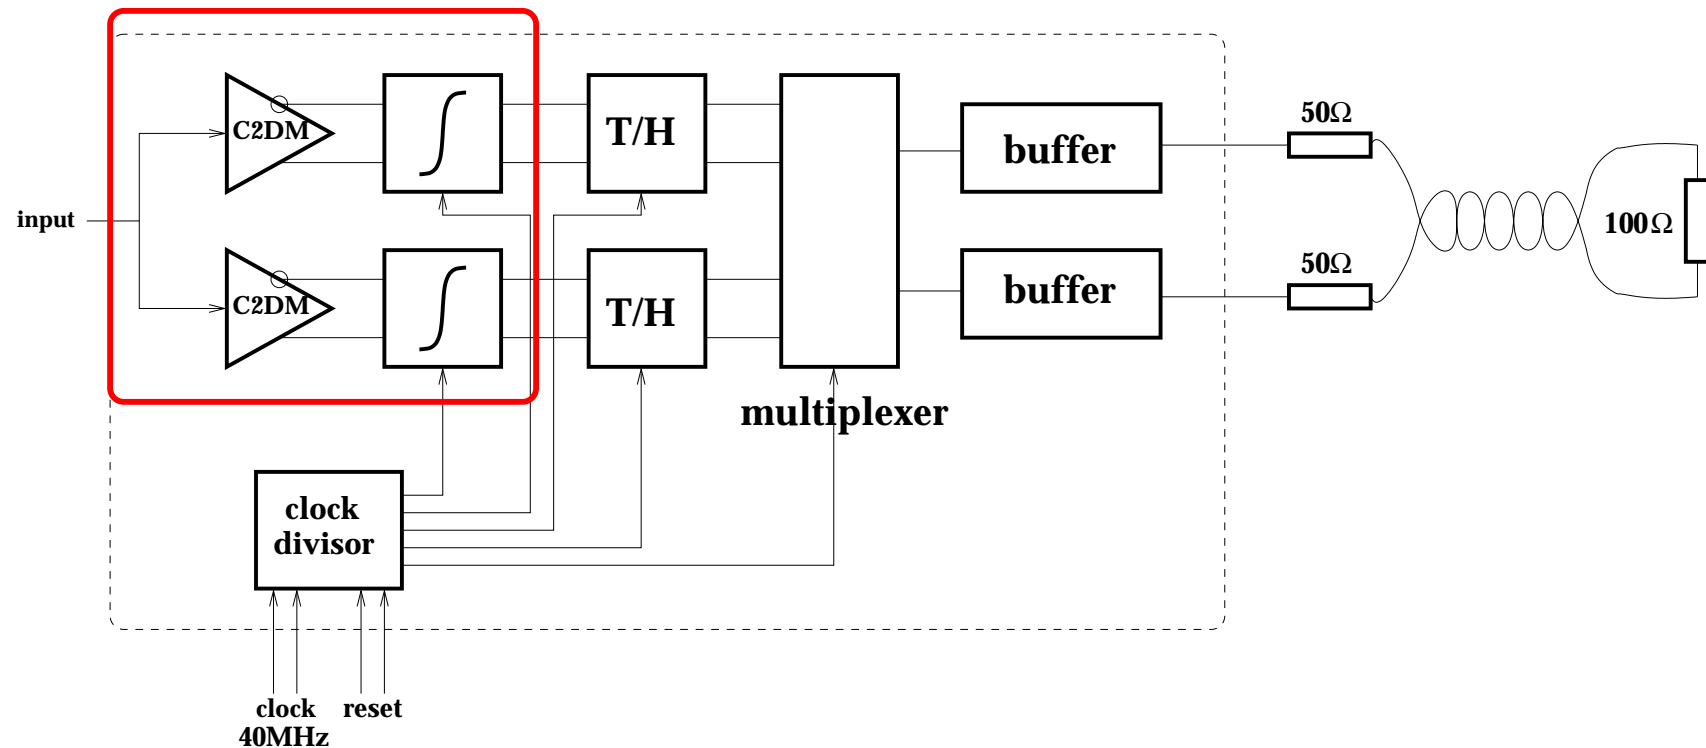 C2DM
T/H
buffer
50Ω
input
100Ω
C2DM
T/H
buffer
50Ω
multiplexer
clock
divisor
clock
40MHz
reset